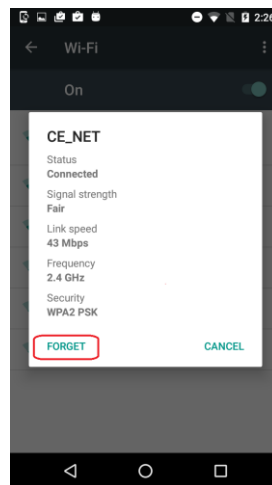 2:26
Wi-Fi
On
CE_NET
Status
Connected
Signal strength
Fair
Link speed
43 Mbps
Frequency
2.4 GHz
Security
WPA2 PSK
FORGET CANCEL